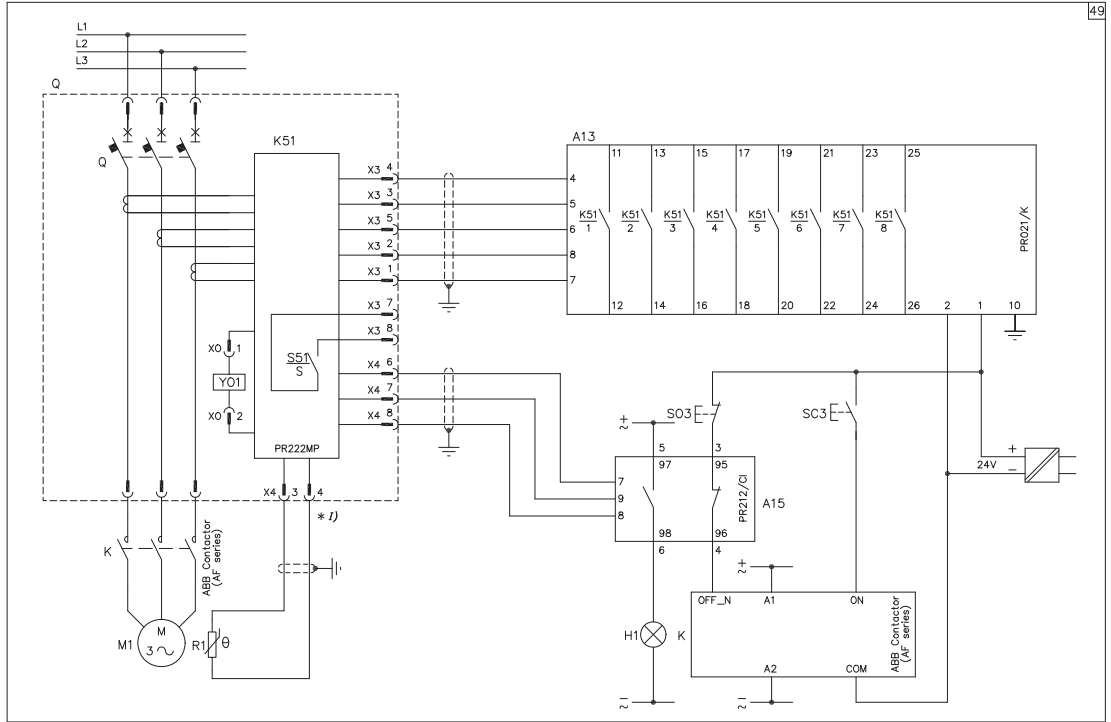 49
L1
L2
L3
Q
Q
K51
X3 4
X3 3
X3 5
X3 2
X3 1
X3 7
X3 8
X4 6
X4 7
X4 8
S51
S
X0 1
Y01
X0 2
PR222MP
X4 3 4
* I)
A13
11 13 15 17 19 21 23 25
4
5
6
8
7
K51
1
K51
2
K51
3
K51
4
K51
5
K51
6
K51
7
K51
8
PR021/K
12 14 16 18 20 22 24 26 2 1 10
SO3
SC3
+
~
5 3
97 95
7
9
8
98 96
6 4
PR212/CI
A15
24V
+
−
K
ABB Contactor
(AF series)
M1
M
3 ~
R1
θ
H1
K
~+
OFF_N A1 ON
A2 COM
ABB Contactor
(AF series)
− ~
− ~